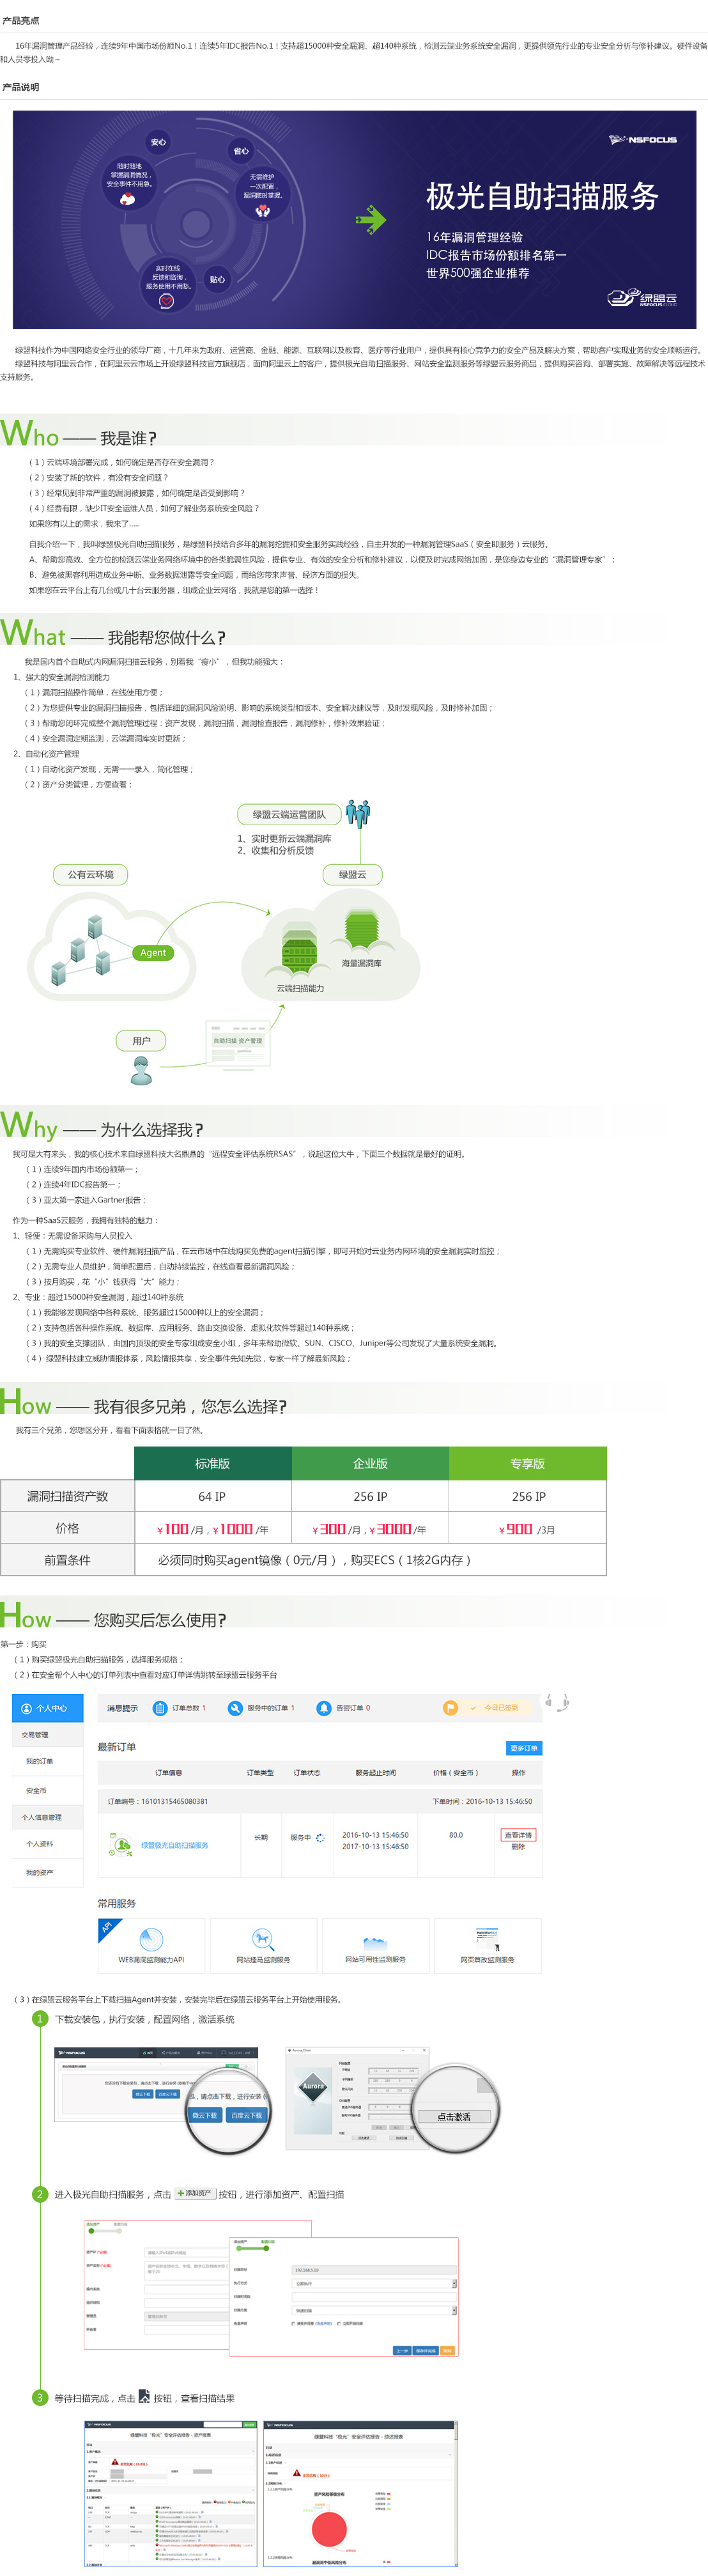 产品亮点
16年漏洞管理产品经验，连续9年中国市场份额No.1！连续5年IDC报告No.1！支持超15000种安全漏洞、超140种系统，检测云端业务系统安全漏洞，更提供领先行业的专业安全分析与修补建议。硬件设备
和人员零投入呦～
产品说明
安心
省心
随时随地
掌握漏洞情况，
安全事件不用急。
无需维护
一次配置，
漏洞随时掌握。
实时在线
反馈和咨询，
服务使用不用愁。
贴心
NSFOCUS
极光自助扫描服务
16年漏洞管理经验
IDC报告市场份额排名第一
世界500强企业推荐
绿盟云
NSFOCUS CLOUD
绿盟科技作为中国网络安全行业的领导厂商，十几年来为政府、运营商、金融、能源、互联网以及教育、医疗等行业用户，提供具有核心竞争力的安全产品及解决方案，帮助客户实现业务的安全顺畅运行。
绿盟科技与阿里云合作，在阿里云云市场上开设绿盟科技官方旗舰店，面向阿里云上的客户，提供极光自助扫描服务、网站安全监测服务等绿盟云服务商品，提供购买咨询、部署实施、故障解决等远程技术
支持服务。
Who —— 我是谁？
（1）云端环境部署完成，如何确定是否存在安全漏洞？
（2）安装了新的软件，有没有安全问题？
（3）经常见到非常严重的漏洞被披露，如何确定是否受到影响？
（4）经费有限，缺少IT安全运维人员，如何了解业务系统安全风险？
如果您有以上的需求，我来了......
自我介绍一下，我叫绿盟极光自助扫描服务，是绿盟科技结合多年的漏洞挖掘和安全服务实践经验，自主开发的一种漏洞管理SaaS（安全即服务）云服务。
A、帮助您高效、全方位的检测云端业务网络环境中的各类脆弱性风险，提供专业、有效的安全分析和修补建议，以便及时完成网络加固，是您身边专业的“漏洞管理专家”；
B、避免被黑客利用造成业务中断、业务数据泄露等安全问题，而给您带来声誉、经济方面的损失。
如果您在云平台上有几台或几十台云服务器，组成企业云网络，我就是您的第一选择！
What —— 我能帮您做什么？
我是国内首个自助式内网漏洞扫描云服务，别看我“瘦小”，但我功能强大：
1、强大的安全漏洞检测能力
（1）漏洞扫描操作简单，在线使用方便；
（2）为您提供专业的漏洞扫描报告，包括详细的漏洞风险说明、影响的系统类型和版本、安全解决建议等，及时发现风险，及时修补加固；
（3）帮助您闭环完成整个漏洞管理过程：资产发现，漏洞扫描，漏洞检查报告，漏洞修补，修补效果验证；
（4）安全漏洞定期监测，云端漏洞库实时更新；
2、自动化资产管理
（1）自动化资产发现，无需一一录入，简化管理；
（2）资产分类管理，方便查看；
绿盟云端运营团队
1、实时更新云端漏洞库
2、收集和分析反馈
公有云环境
绿盟云
Agent
海量漏洞库
云端扫描能力
用户
自助扫描 资产管理
Why —— 为什么选择我？
我可是大有来头，我的核心技术来自绿盟科技大名鼎鼎的“远程安全评估系统RSAS”，说起这位大牛，下面三个数据就是最好的证明。
（1）连续9年国内市场份额第一；
（2）连续4年IDC报告第一；
（3）亚太第一家进入Gartner报告；
作为一种SaaS云服务，我拥有独特的魅力：
1、轻便：无需设备采购与人员投入
（1）无需购买专业软件、硬件漏洞扫描产品，在云市场中在线购买免费的agent扫描引擎，即可开始对云业务内网环境的安全漏洞实时监控；
（2）无需专业人员维护，简单配置后，自动持续监控，在线查看最新漏洞风险；
（3）按月购买，花“小”钱获得“大”能力；
2、专业：超过15000种安全漏洞，超过140种系统
（1）我能够发现网络中各种系统、服务超过15000种以上的安全漏洞；
（2）支持包括各种操作系统、数据库、应用服务、路由交换设备、虚拟化软件等超过140种系统；
（3）我的安全支撑团队，由国内顶级的安全专家组成安全小组，多年来帮助微软、SUN、CISCO、Juniper等公司发现了大量系统安全漏洞。
（4）绿盟科技建立威胁情报体系，风险情报共享，安全事件先知先觉，专家一样了解最新风险；
How —— 我有很多兄弟，您怎么选择？
我有三个兄弟，您想区分开，看看下面表格就一目了然。
标准版 企业版 专享版
漏洞扫描资产数 64 IP 256 IP 256 IP
价格 ￥100 /月，￥1000 /年 ￥300 /月，￥3000 /年 ￥900 /3月
前置条件 必须同时购买agent镜像（0元/月），购买ECS（1核2G内存）
How —— 您购买后怎么使用？
第一步：购买
（1）购买绿盟极光自助扫描服务，选择服务规格；
（2）在安全帮个人中心的订单列表中查看对应订单详情跳转至绿盟云服务平台
个人中心
消息提示 订单总数 1 服务中的订单 1 告警订单 0 今日已签到
交易管理
我的订单
安全币
个人信息管理
个人资料
我的资产
最新订单 更多订单
订单信息 订单类型 订单状态 服务起止时间 价格（安全币） 操作
订单编号：16101315465080381 下单时间：2016-10-13 15:46:50
绿盟极光自助扫描服务 长期 服务中 2016-10-13 15:46:50 80.0 查看详情
2017-10-13 15:46:50 删除
常用服务
API
WEB漏洞监测能力API 网站挂马监测服务 网站可用性监测服务 网页篡改监测服务
（3）在绿盟云服务平台上下载扫描Agent并安装，安装完毕后在绿盟云服务平台上开始使用服务。
1 下载安装包，执行安装，配置网络，激活系统
NSFOCUS
，请点击下载，进行安装（
微云下载 百度云下载
Aurora
点击激活
2 进入极光自助扫描服务，点击 添加资产 按钮，进行添加资产、配置扫描
192.168.5.20
立即执行
快速扫描
上一步
3 等待扫描完成，点击 按钮，查看扫描结果
NSFOCUS
绿盟科技“极光”安全评估报告 - 资产报表
NSFOCUS
绿盟科技“极光”安全评估报告 - 综述报表
资产风险等级分布